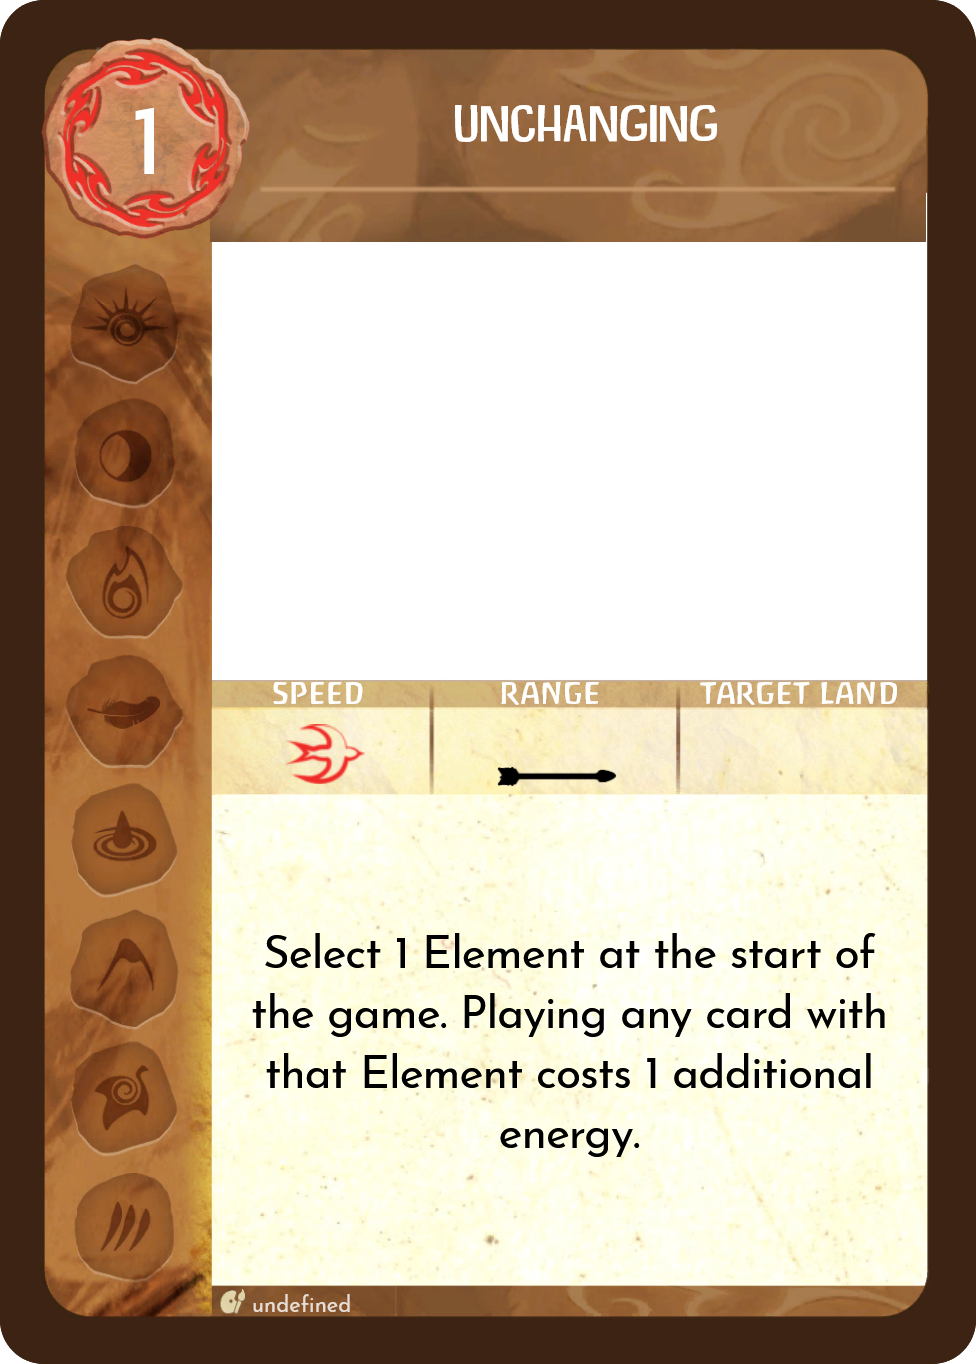 1
UNCHANGING
SPEED
RANGE
TARGET LAND
Select 1 Element at the start of
the game. Playing any card with
that Element costs 1 additional
energy.
undefined